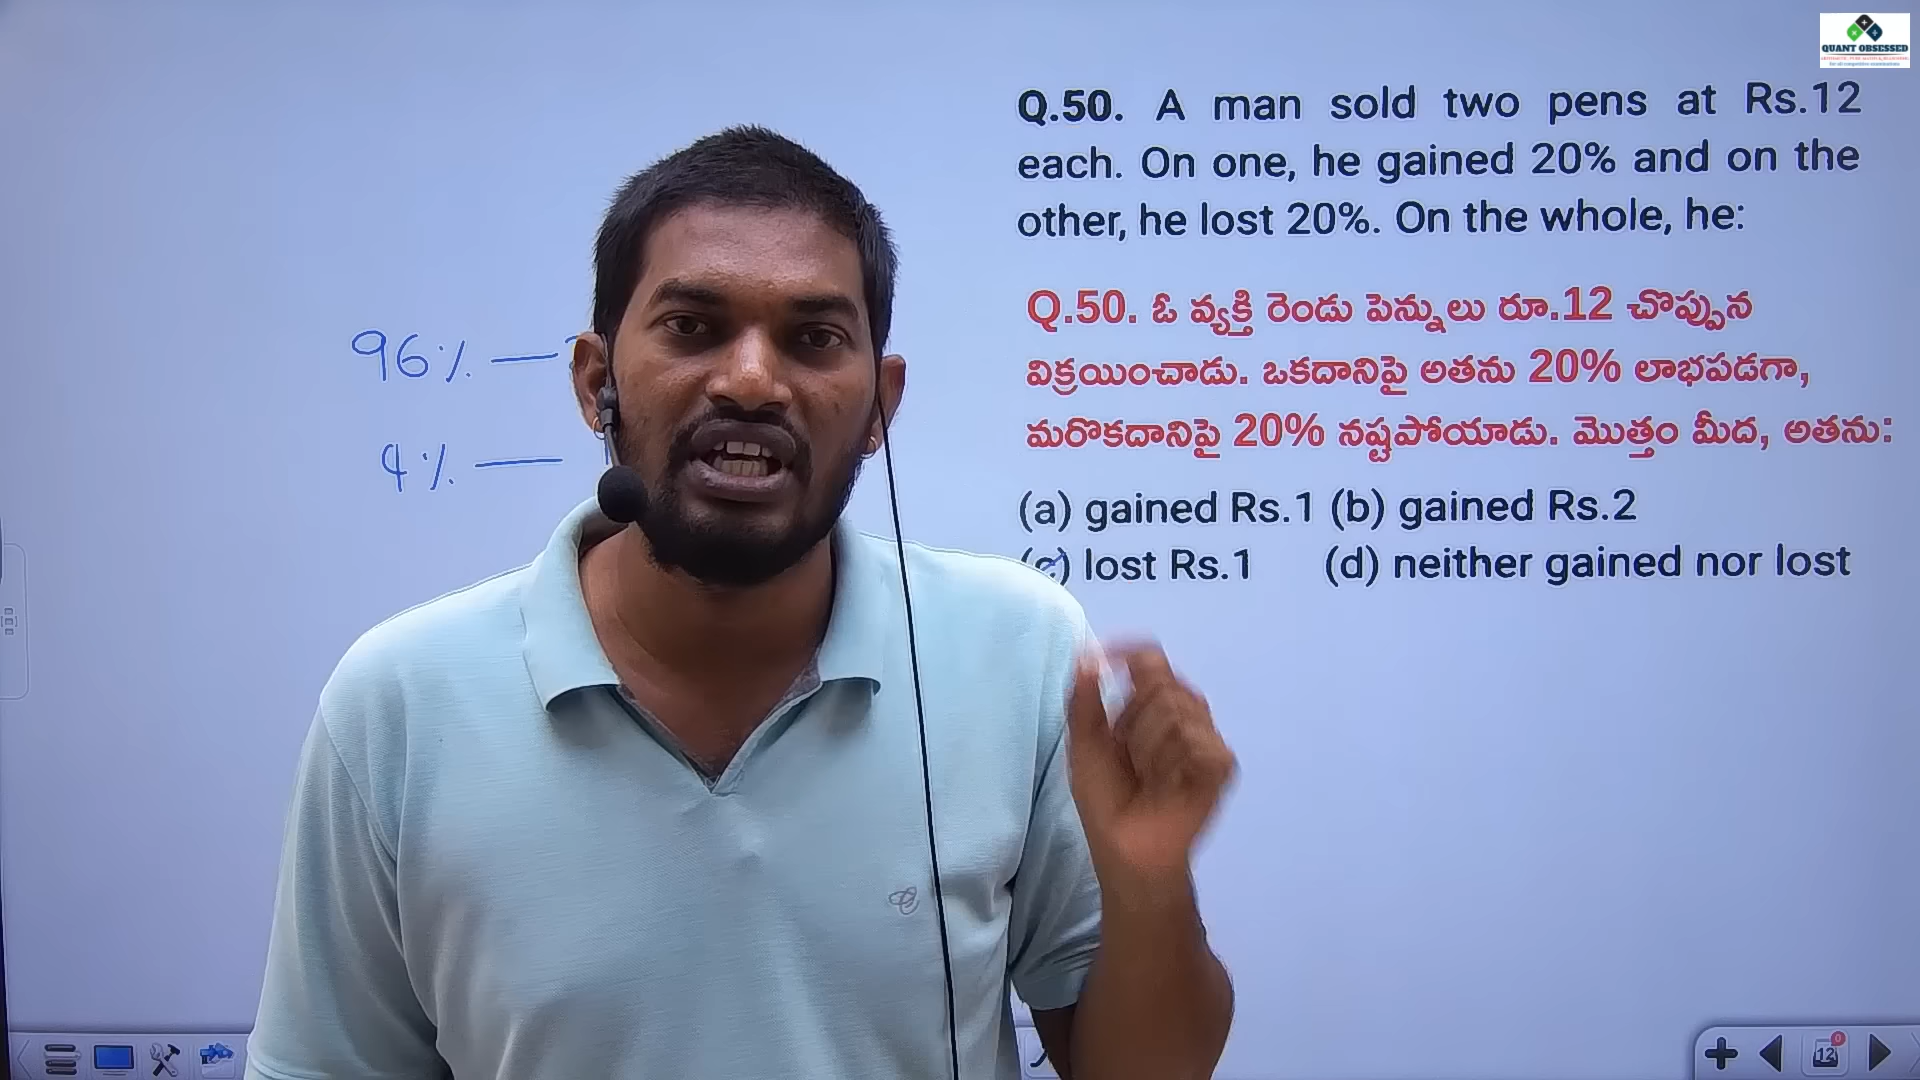 QUANT OBSESSED
Q.50. A man sold two pens at Rs.12
each. On one, he gained 20% and on the
other, he lost 20%. On the whole, he:
Q.50. ఓ వ్యక్తి రెండు పెన్నులు రూ.12 చొప్పున
విక్రయించాడు. ఒకదానిపై అతను 20% లాభపడగా,
మరొకదానిపై 20% నష్టపోయాడు. మొత్తం మీద, అతను:
(a) gained Rs.1 (b) gained Rs.2
(c) lost Rs.1 (d) neither gained nor lost
96% —
4% —
12
0